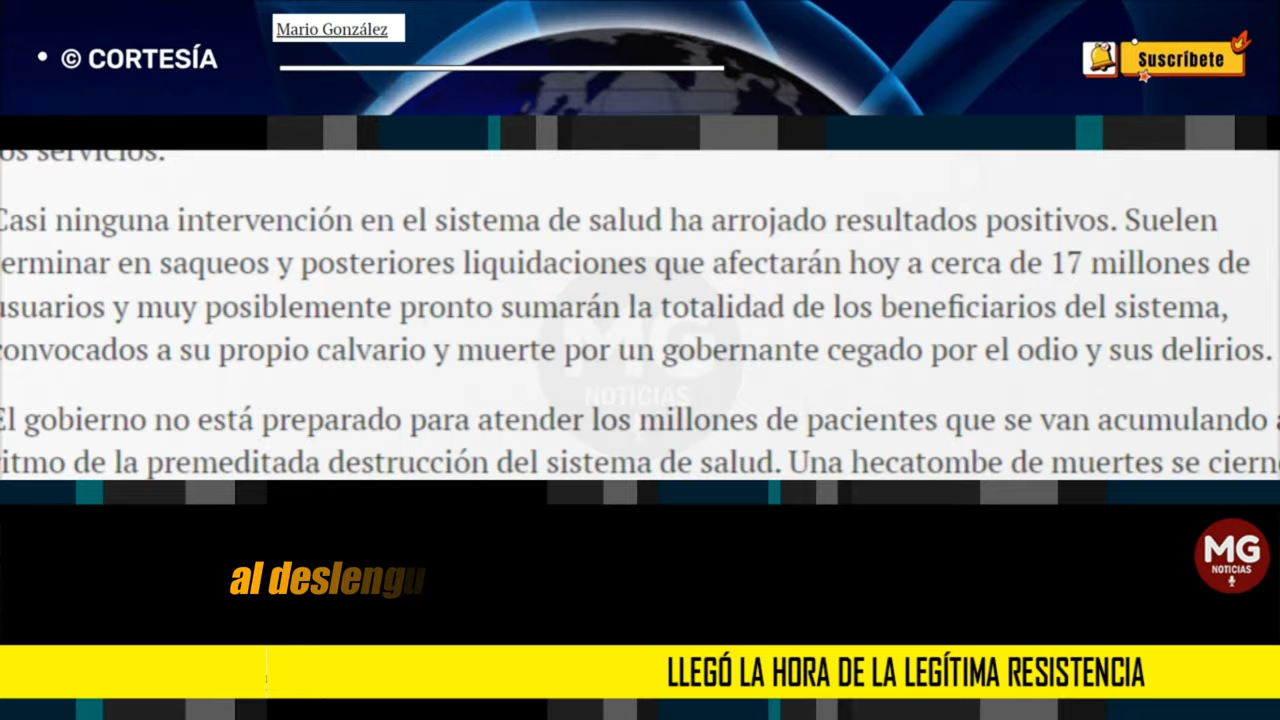 Mario González
• © CORTESÍA
Suscríbete
os servicios.
Casi ninguna intervención en el sistema de salud ha arrojado resultados positivos. Suelen
erminar en saqueos y posteriores liquidaciones que afectarán hoy a cerca de 17 millones de
usuarios y muy posiblemente pronto sumarán la totalidad de los beneficiarios del sistema,
convocados a su propio calvario y muerte por un gobernante cegado por el odio y sus delirios.
El gobierno no está preparado para atender los millones de pacientes que se van acumulando a
ritmo de la premeditada destrucción del sistema de salud. Una hecatombe de muertes se cierne
MG
NOTICIAS
al deslengu
MG
NOTICIAS
LLEGÓ LA HORA DE LA LEGÍTIMA RESISTENCIA